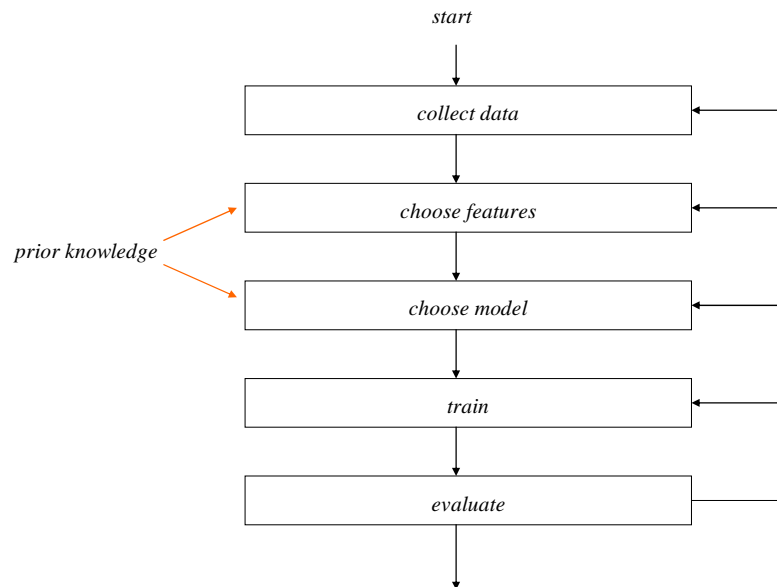 start
collect data
choose features
prior knowledge
choose model
train
evaluate